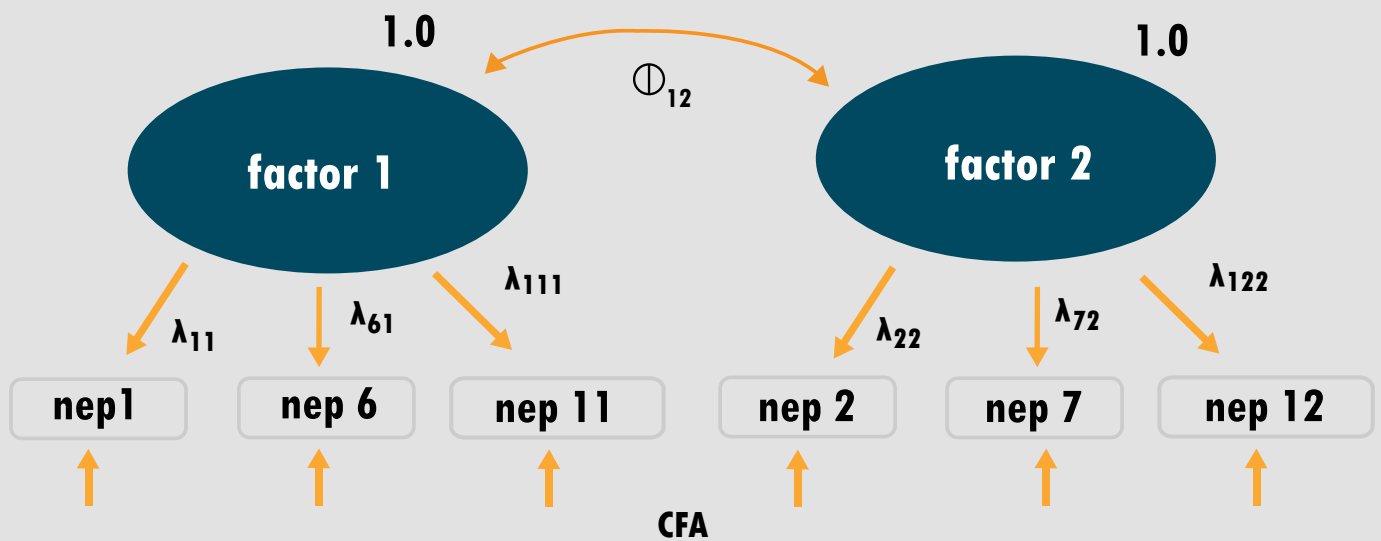 1.0
1.0
Φ12
factor 1
factor 2
λ111
λ122
λ61
λ72
λ11
λ22
nep1
nep 6
nep 11
nep 2
nep 7
nep 12
CFA